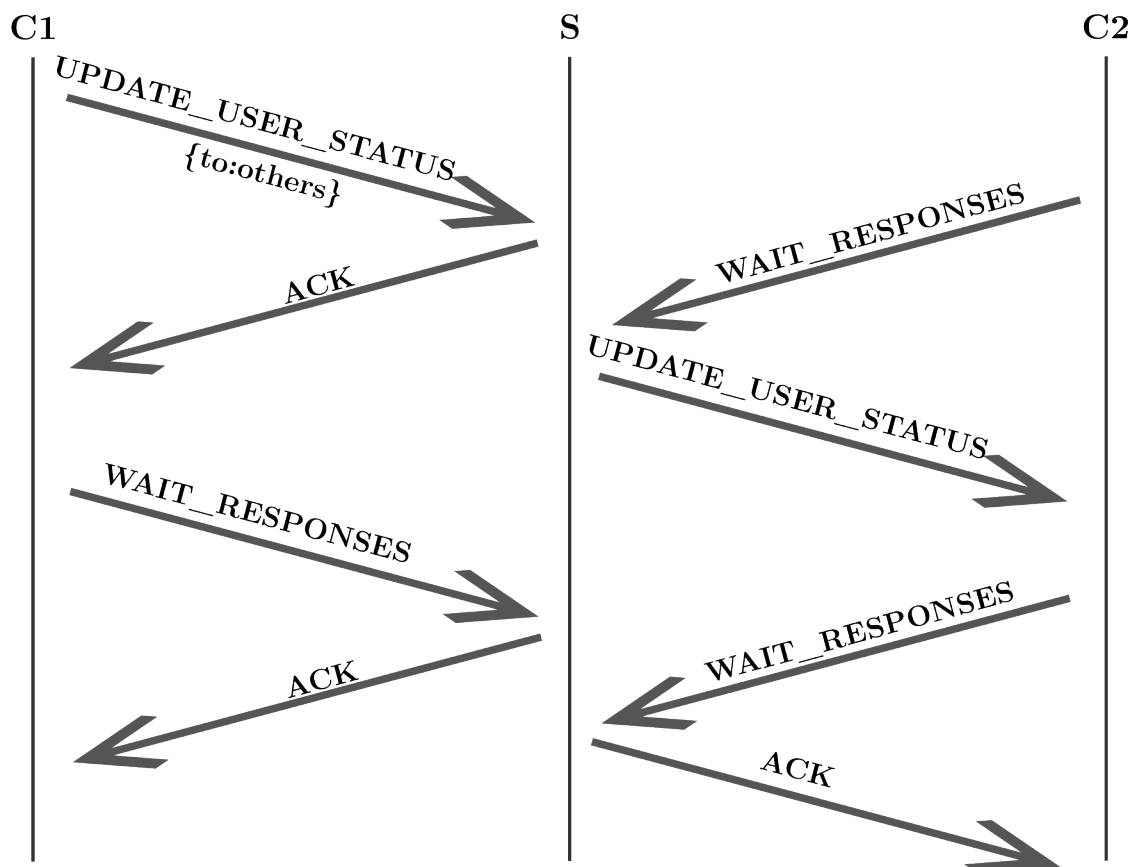 C1
S
C2
UPDATE_USER_STATUS
{to:others}
WAIT_RESPONSES
ACK
UPDATE_USER_STATUS
WAIT_RESPONSES
WAIT_RESPONSES
ACK
ACK